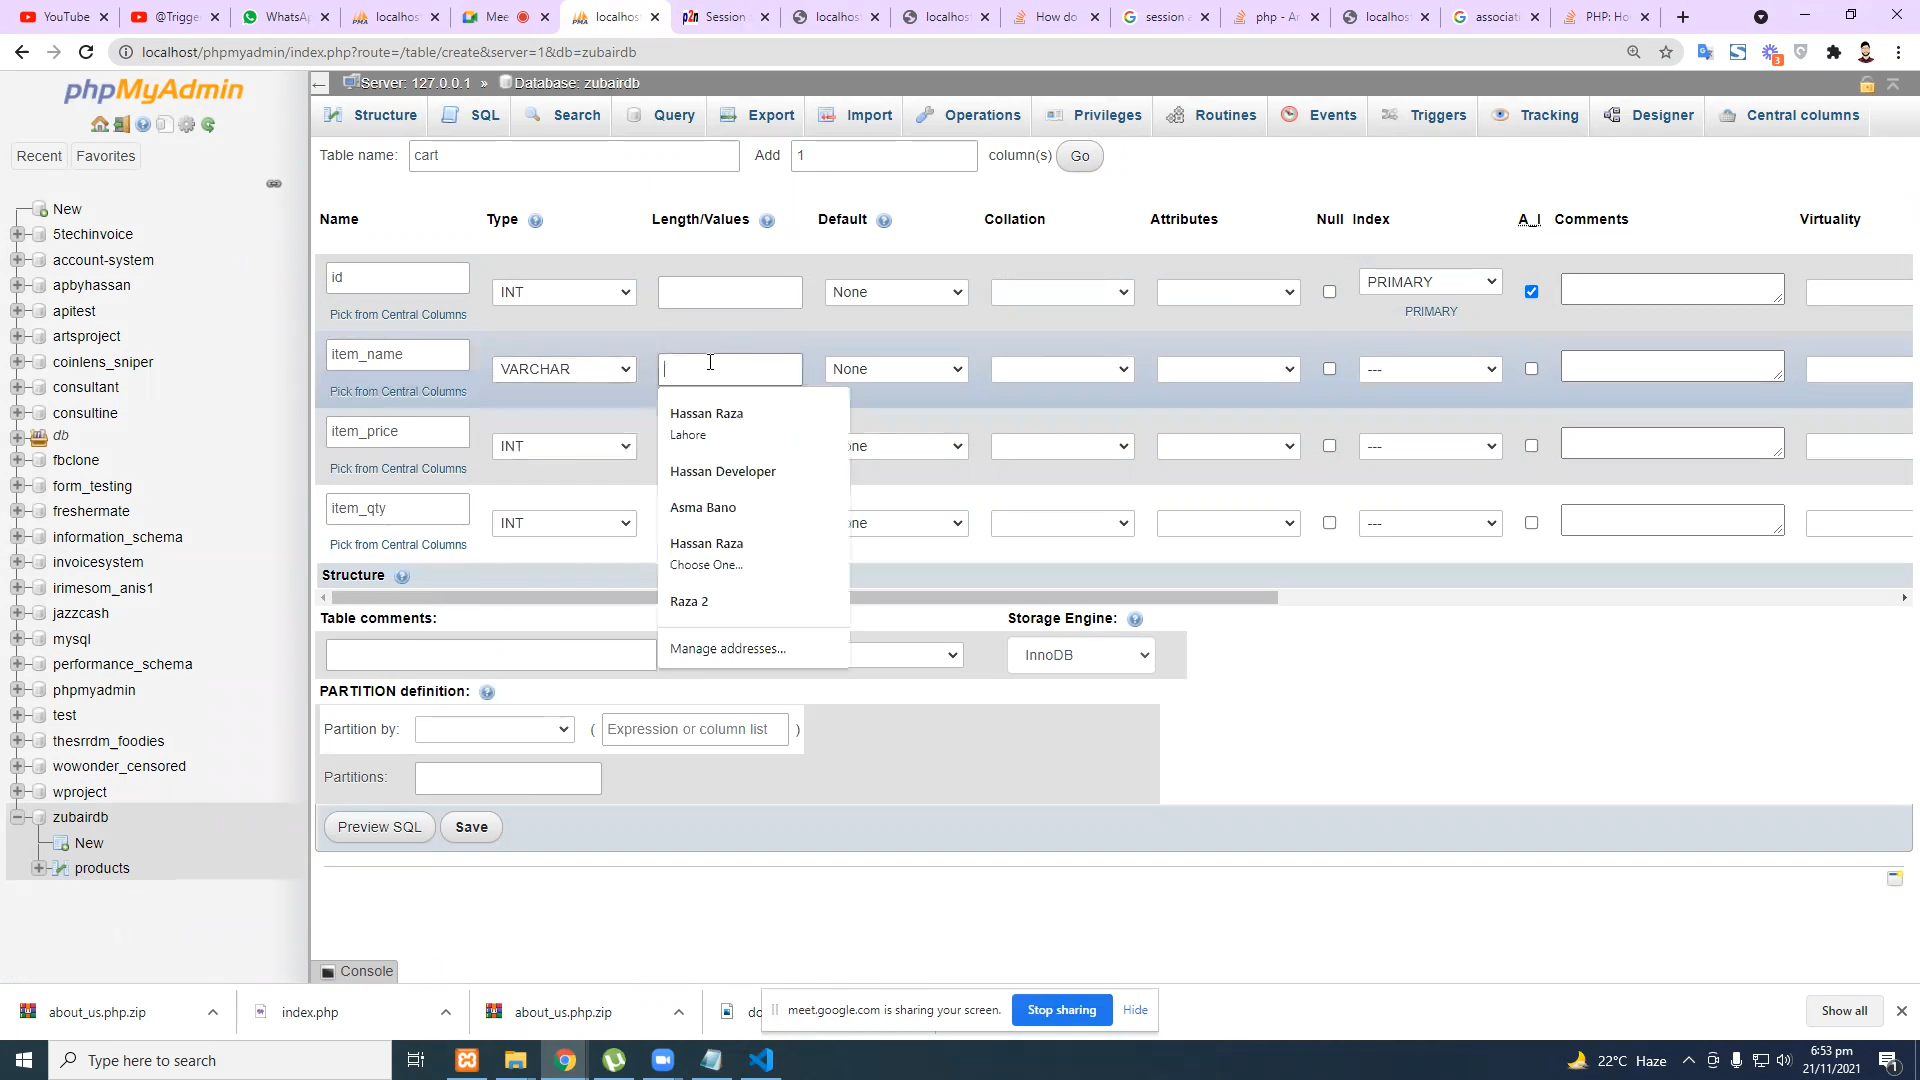 YouTube
@Trigge
WhatsA
localhos
Mee
localhos
Session
localhos
localhos
How do
session a
php - Ar
localhos
associati
PHP: Ho
localhost/phpmyadmin/index.php?route=/table/create&server=1&db=zubairdb
3
phpMyAdmin
Recent
Favorites
New
5techinvoice
account-system
apbyhassan
apitest
artsproject
coinlens_sniper
consultant
consultine
db
fbclone
form_testing
freshermate
information_schema
invoicesystem
irimesom_anis1
jazzcash
mysql
performance_schema
phpmyadmin
test
thesrrdm_foodies
wowonder_censored
wproject
zubairdb
New
products
Server: 127.0.0.1 » Database: zubairdb
Structure
SQL
Search
Query
Export
Import
Operations
Privileges
Routines
Events
Triggers
Tracking
Designer
Central columns
Table name: cart Add 1 column(s) Go
Name Type Length/Values Default Collation Attributes Null Index A_I Comments Virtuality
id INT None PRIMARY
Pick from Central Columns PRIMARY
item_name VARCHAR None ---
Pick from Central Columns
item_price INT one ---
Pick from Central Columns
item_qty INT one ---
Pick from Central Columns
Hassan Raza
Lahore
Hassan Developer
Asma Bano
Hassan Raza
Choose One...
Raza 2
Manage addresses...
Structure
Table comments: Storage Engine:
InnoDB
PARTITION definition:
Partition by: ( Expression or column list )
Partitions:
Preview SQL Save
Console
about_us.php.zip
index.php
about_us.php.zip
meet.google.com is sharing your screen. Stop sharing Hide
Show all
Type here to search
22°C Haze
6:53 pm
21/11/2021
1